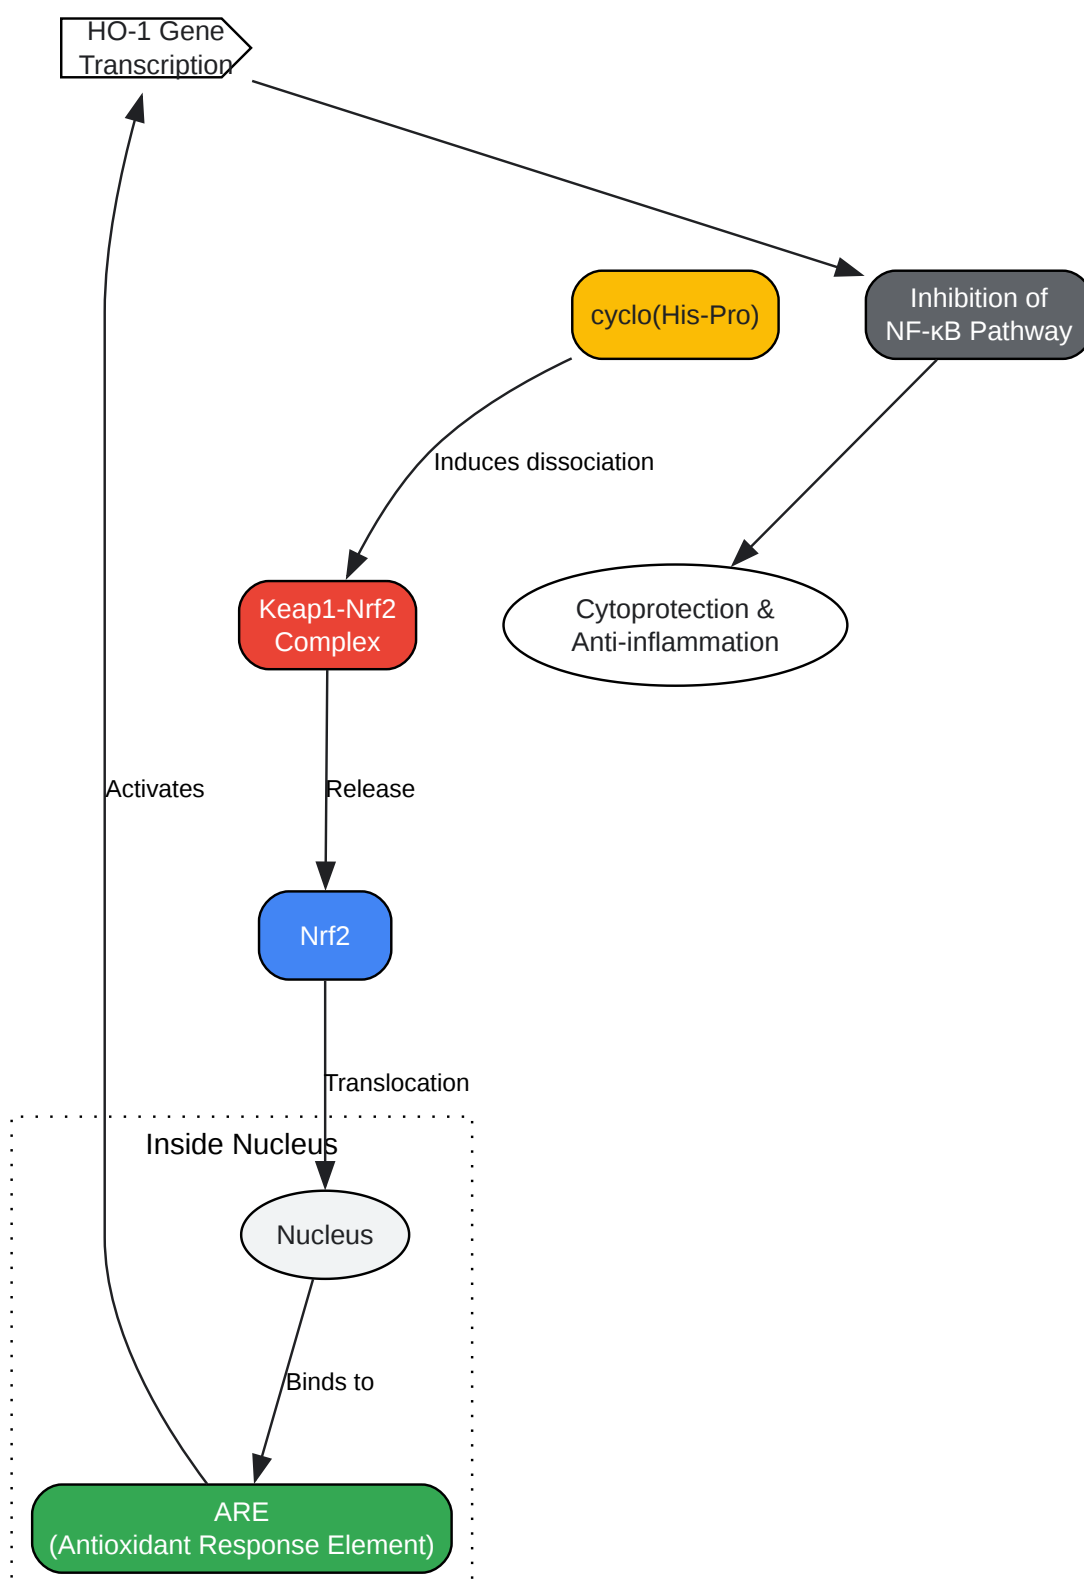 HO-1 Gene
Transcription
cyclo(His-Pro)
Inhibition of
NF-κB Pathway
Induces dissociation
Keap1-Nrf2
Complex
Cytoprotection &
Anti-inflammation
Activates
Release
Nrf2
Translocation
Inside Nucleus
Nucleus
Binds to
ARE
(Antioxidant Response Element)